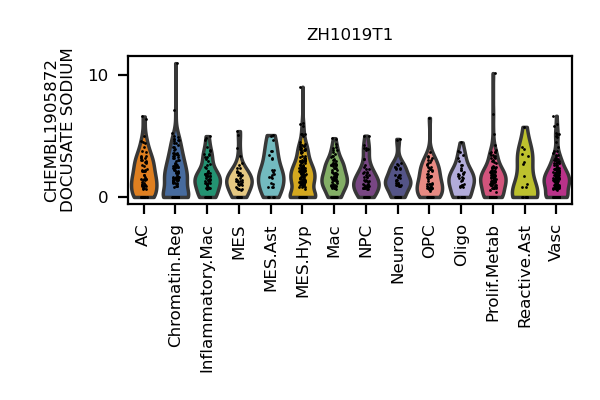 ZH1019T1
CHEMBL1905872
DOCUSATE SODIUM
10
0
AC
Chromatin.Reg
Inflammatory.Mac
MES
MES.Ast
MES.Hyp
Mac
NPC
Neuron
OPC
Oligo
Prolif.Metab
Reactive.Ast
Vasc